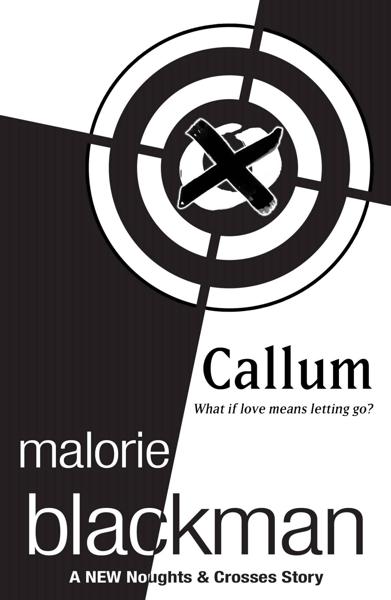 Callum
What if love means letting go?
malorie
blackman
A NEW Noughts & Crosses Story